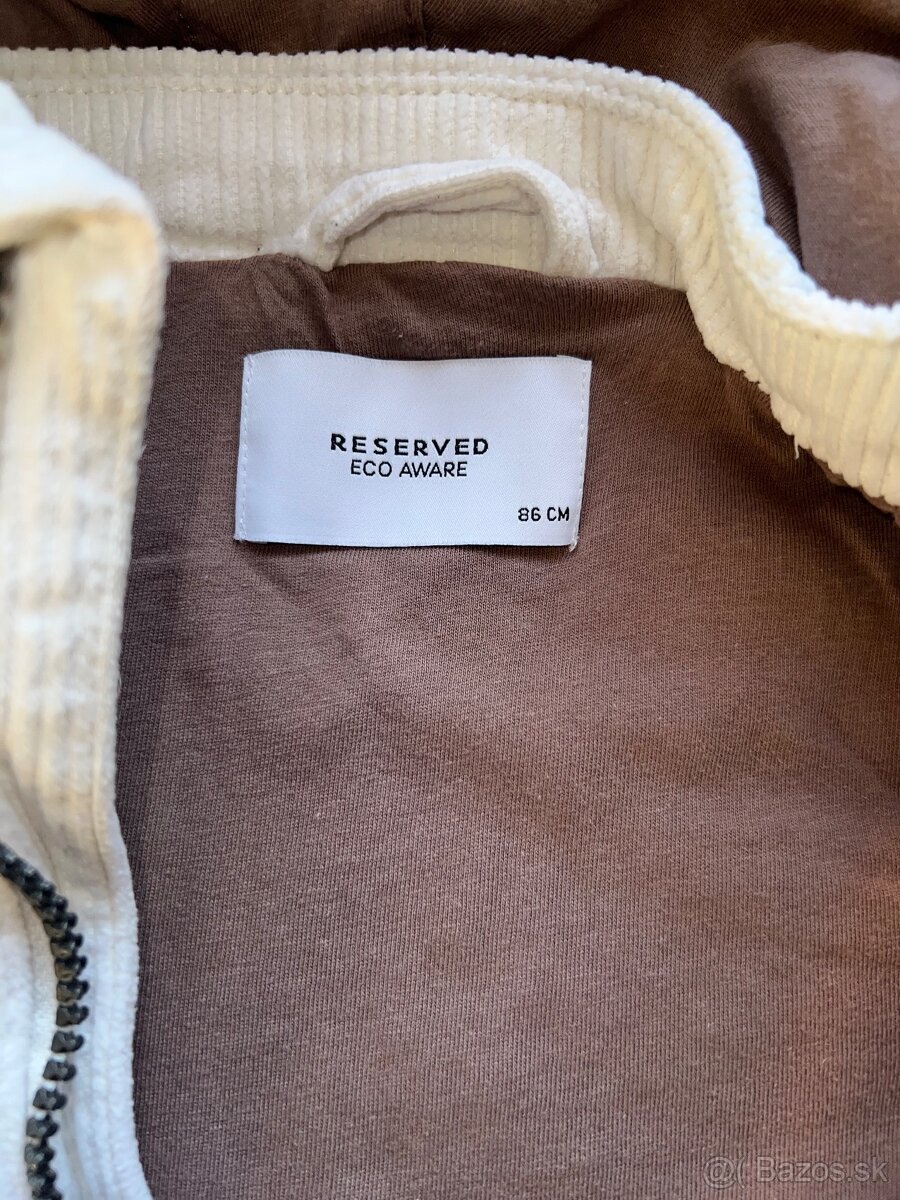 RESERVED
ECO AWARE
86 CM
@( Bazos.sk